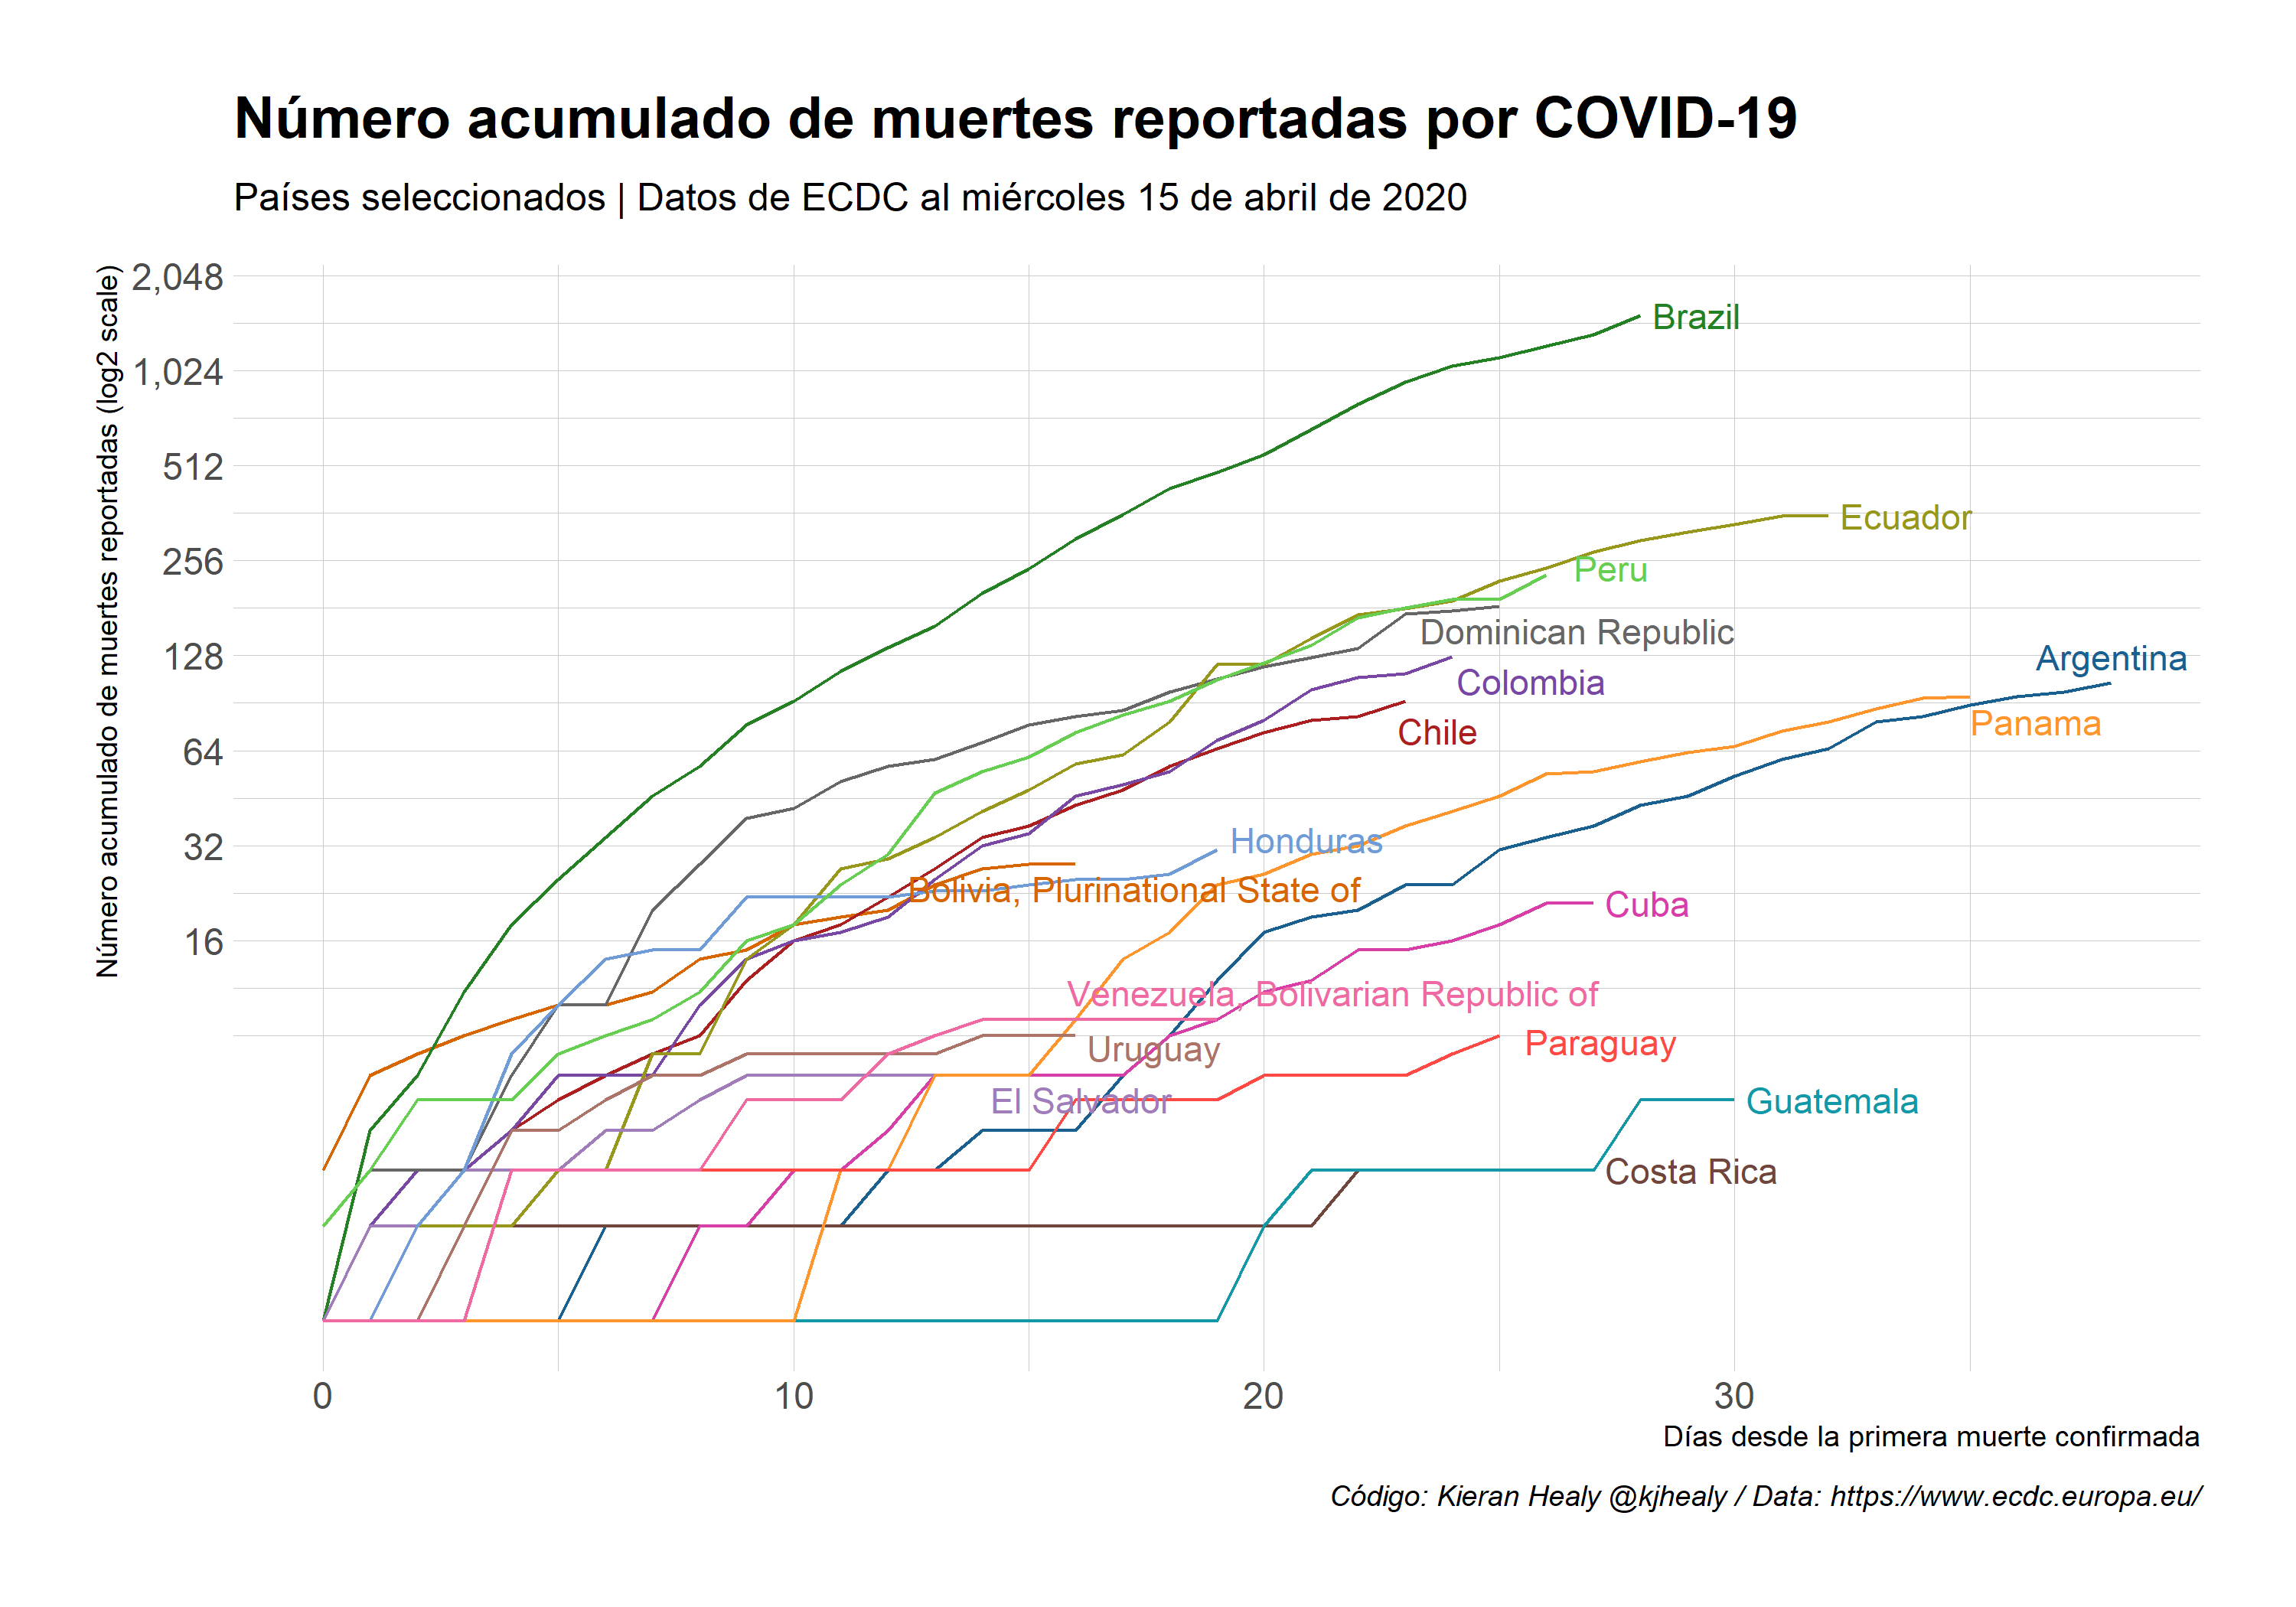 Número acumulado de muertes reportadas por COVID-19
Países seleccionados | Datos de ECDC al miércoles 15 de abril de 2020
Número acumulado de muertes reportadas (log2 scale)
2,048
1,024
512
256
128
64
32
16
Brazil
Ecuador
Peru
Dominican Republic
Argentina
Colombia
Panama
Chile
Honduras
Bolivia, Plurinational State of
Cuba
Venezuela, Bolivarian Republic of
Paraguay
Uruguay
El Salvador
Guatemala
Costa Rica
0
10
20
30
Días desde la primera muerte confirmada
Código: Kieran Healy @kjhealy / Data: https://www.ecdc.europa.eu/